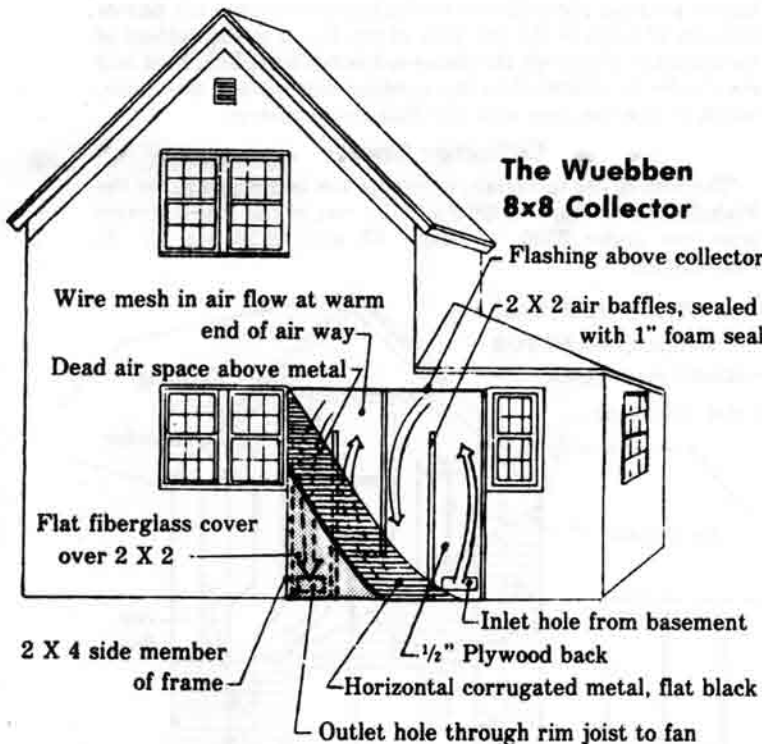 The Wuebben
8x8 Collector
Flashing above collector
Wire mesh in air flow at warm
end of air way
2 X 2 air baffles, sealed
with 1" foam seal
Dead air space above metal
Flat fiberglass cover
over 2 X 2
Inlet hole from basement
2 X 4 side member
of frame
½" Plywood back
Horizontal corrugated metal, flat black
Outlet hole through rim joist to fan